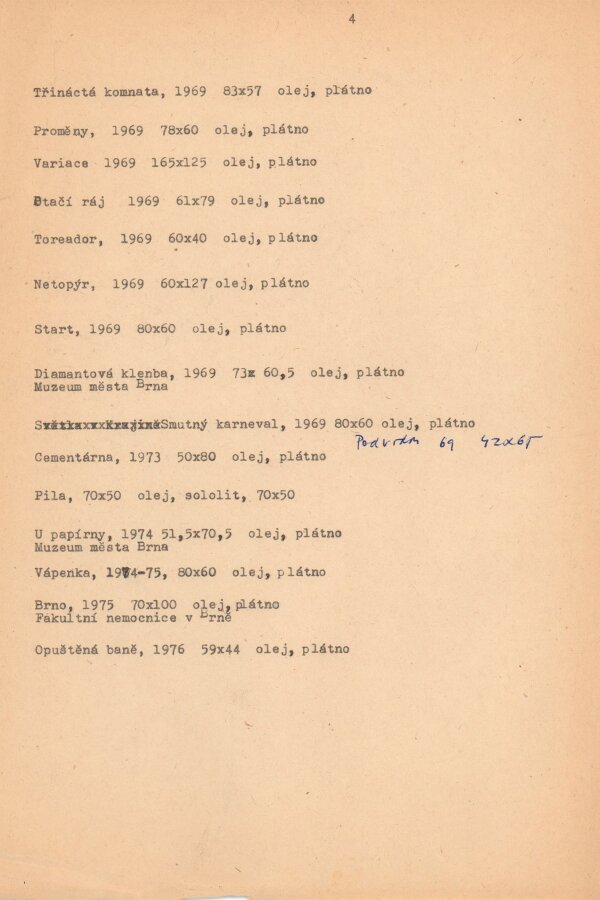 4
Třináctá komnata, 1969 83x57 olej, plátno
Proměny, 1969 78x60 olej, plátno
Variace 1969 165x125 olej, plátno
Ptačí ráj 1969 61x79 olej, plátno
Toreador, 1969 60x40 olej, plátno
Netopýr, 1969 60x127 olej, plátno
Start, 1969 80x60 olej, plátno
Diamantová klenba, 1969 73x 60,5 olej, plátno
Muzeum města Brna
Smutný karneval, 1969 80x60 olej, plátno
69 42x65
Cementárna, 1973 50x80 olej, plátno
Pila, 70x50 olej, sololit, 70x50
U papírny, 1974 51,5x70,5 olej, plátno
Muzeum města Brna
Vápenka, 1974-75, 80x60 olej, plátno
Brno, 1975 70x100 olej, plátno
Fakultní nemocnice v Brně
Opuštěná baně, 1976 59x44 olej, plátno